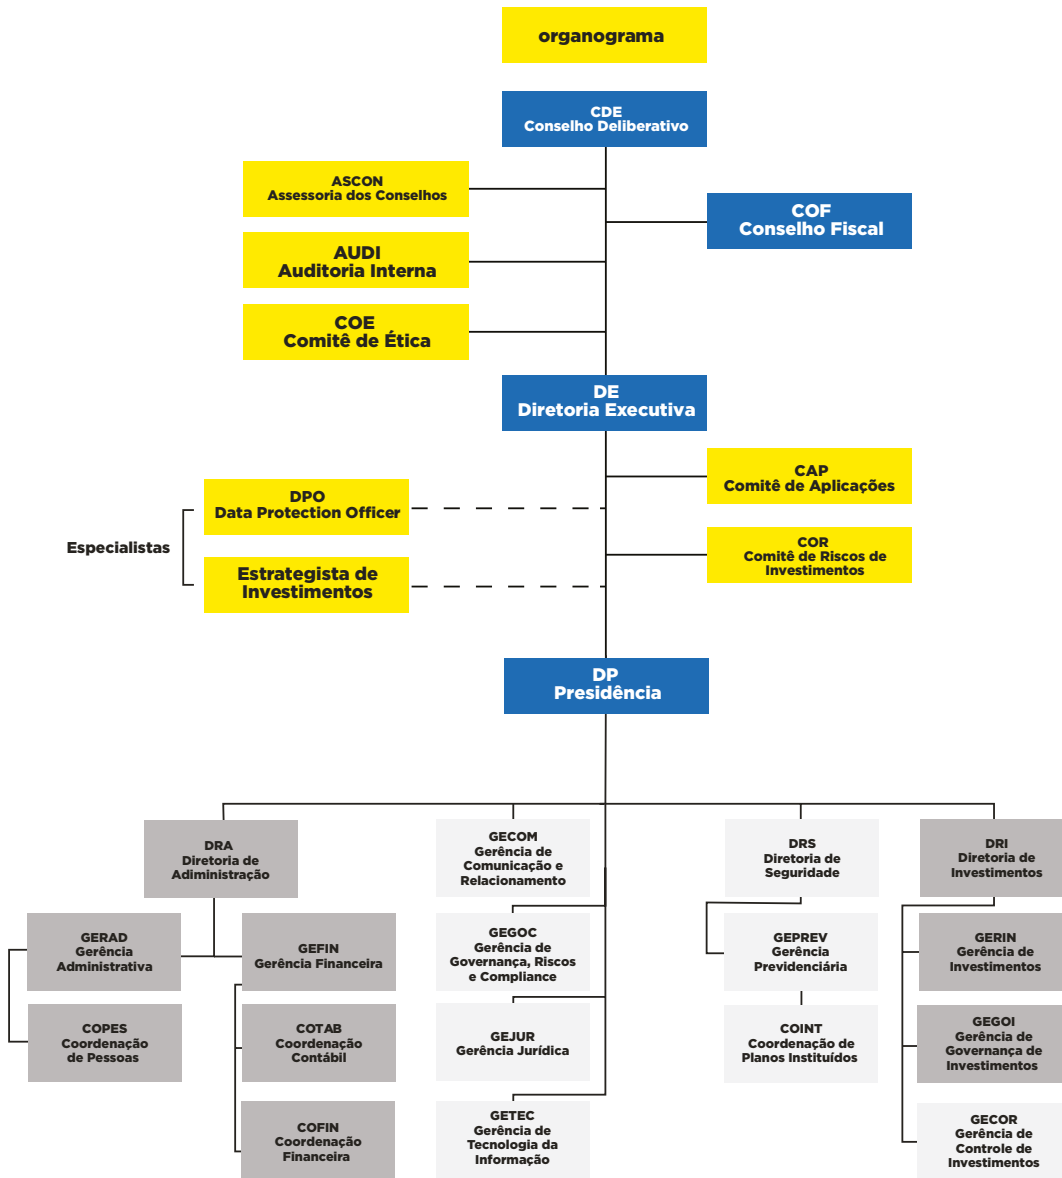 organograma
CDE
Conselho Deliberativo
ASCON
Assessoria dos Conselhos
COF
Conselho Fiscal
AUDI
Auditoria Interna
COE
Comitê de Ética
DE
Diretoria Executiva
CAP
Comitê de Aplicações
DPO
Data Protection Officer
Especialistas
COR
Comitê de Riscos de
Investimentos
Estrategista de
Investimentos
DP
Presidência
DRA
Diretoria de
Adiministração
GECOM
Gerência de
Comunicação e
Relacionamento
DRS
Diretoria de
Seguridade
DRI
Diretoria de
Investimentos
GERAD
Gerência
Administrativa
GEFIN
Gerência Financeira
GEGOC
Gerência de
Governança, Riscos
e Compliance
GEPREV
Gerência
Previdenciária
GERIN
Gerência de
Investimentos
COPES
Coordenação
de Pessoas
COTAB
Coordenação
Contábil
GEJUR
Gerência Jurídica
COINT
Coordenação de
Planos Instituídos
GEGOI
Gerência de
Governança de
Investimentos
COFIN
Coordenação
Financeira
GETEC
Gerência de
Tecnologia da
Informação
GECOR
Gerência de
Controle de
Investimentos